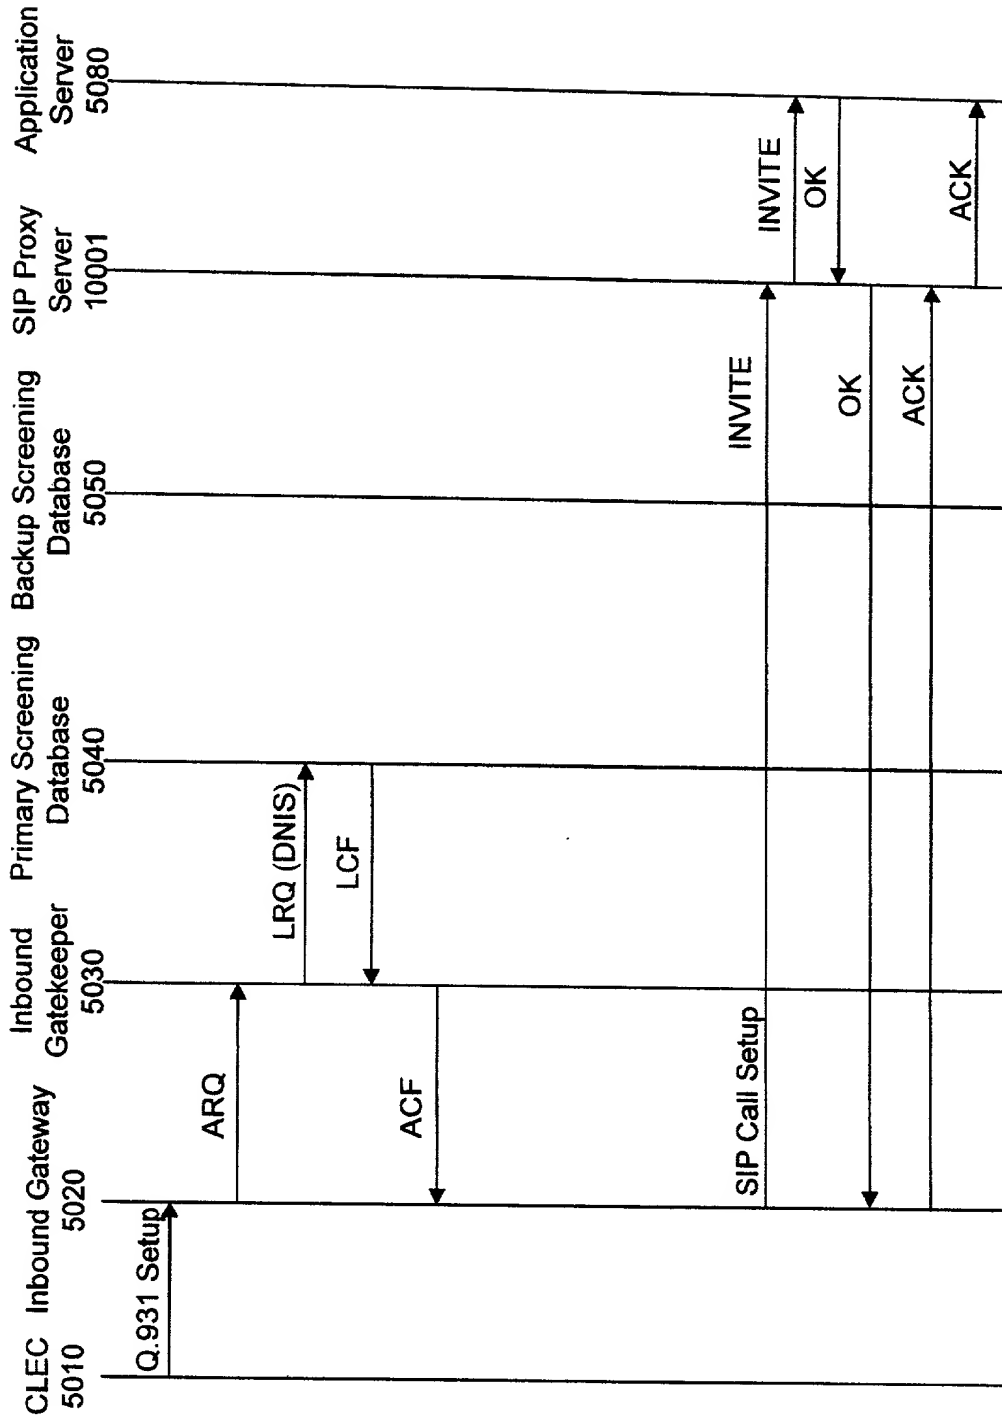 CLEC
5010
Inbound Gateway
5020
Inbound
Gatekeeper
5030
Primary Screening
Database
5040
Backup Screening
Database
5050
SIP Proxy
Server
10001
Application
Server
5080
Q.931 Setup
ARQ
LRQ (DNIS)
LCF
ACF
SIP Call Setup
INVITE
INVITE
OK
OK
ACK
ACK